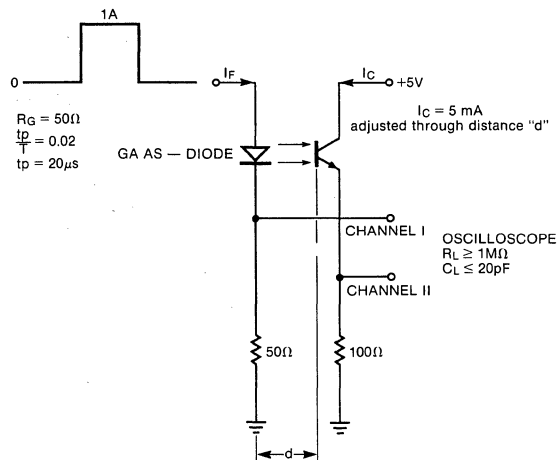 1A
0
IF
IC
+5V
RG = 50Ω
tp/T = 0.02
tp = 20μs
IC = 5 mA
adjusted through distance "d"
GA AS — DIODE
CHANNEL I
OSCILLOSCOPE
RL ≥ 1MΩ
CL ≤ 20pF
CHANNEL II
50Ω
100Ω
d